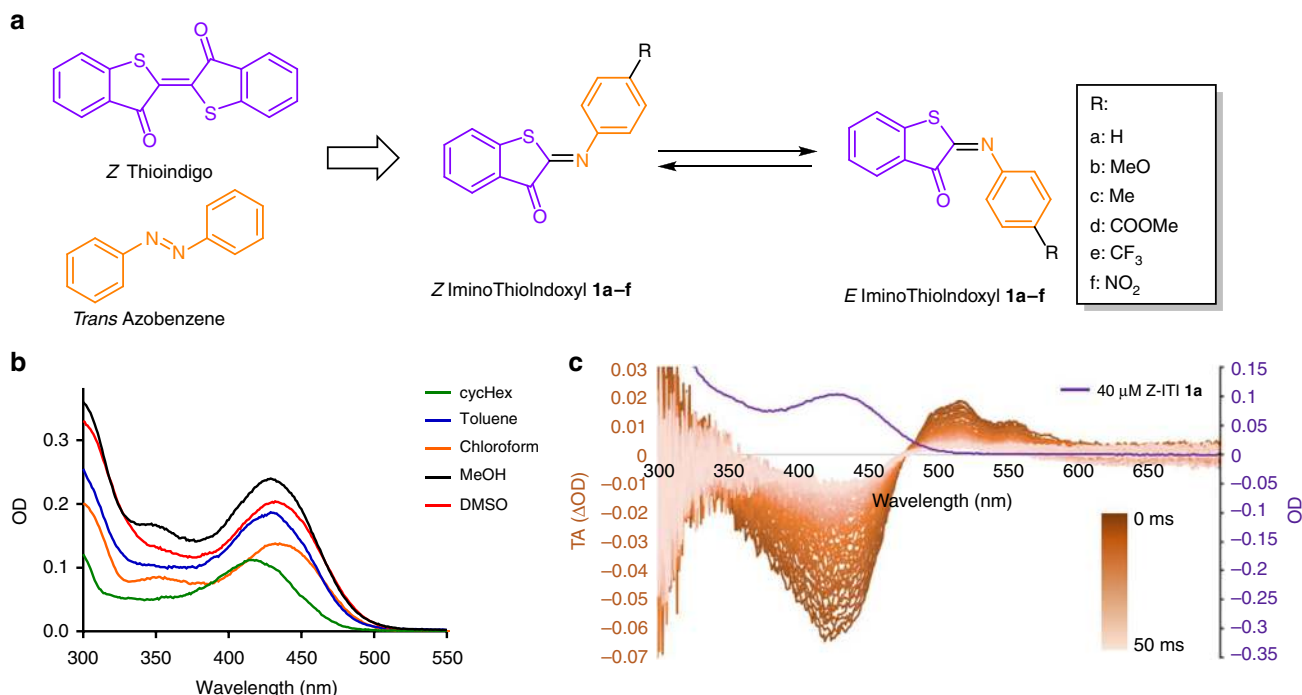 a
S
O
S
O
Z Thioindigo
N
N
Trans Azobenzene
R
S
N
O
Z IminoThioIndoxyl 1a–f
S
N
O
R
E IminoThioIndoxyl 1a–f
R:
a: H
b: MeO
c: Me
d: COOMe
e: CF3
f: NO2
b
OD
0.3
0.2
0.1
0.0
300 350 400 450 500 550
Wavelength (nm)
cycHex
Toluene
Chloroform
MeOH
DMSO
c
TA (ΔOD)
0.03
0.02
0.01
0
−0.01
−0.02
−0.03
−0.04
−0.05
−0.06
−0.07
300 350 400 450 500 550 600 650
Wavelength (nm)
40 μM Z-ITI 1a
0 ms
50 ms
0.15
0.1
0.05
0
−0.05
−0.1
−0.15
−0.2
−0.25
−0.3
−0.35
OD